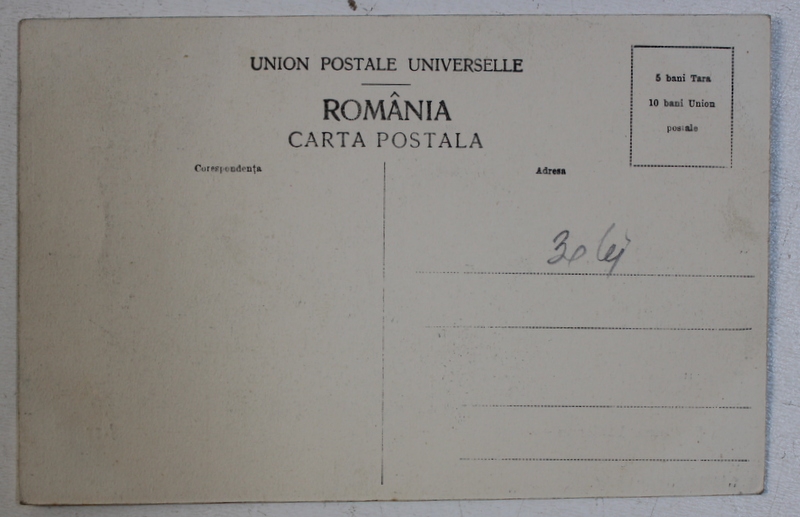 UNION POSTALE UNIVERSELLE
ROMÂNIA
CARTA POSTALA
5 bani Tara
10 bani Union
postale
Corespondența
Adresa
30 lej